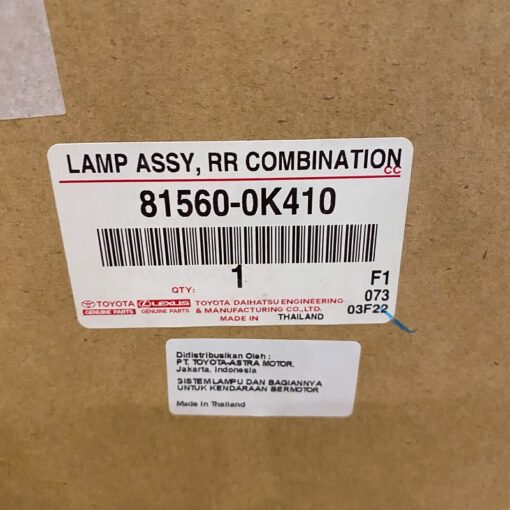 LAMP ASSY, RR COMBINATION
CC
81560-0K410
QTY: 1
F1
073
03F22
TOYOTA GENUINE PARTS
LEXUS GENUINE PARTS
TOYOTA DAIHATSU ENGINEERING
& MANUFACTURING CO.,LTD.
MADE IN THAILAND
Didistribusikan Oleh :
PT. TOYOTA-ASTRA MOTOR,
Jakarta, Indonesia
SISTEM LAMPU DAN BAGIANNYA
UNTUK KENDARAAN BERMOTOR
Made in Thailand